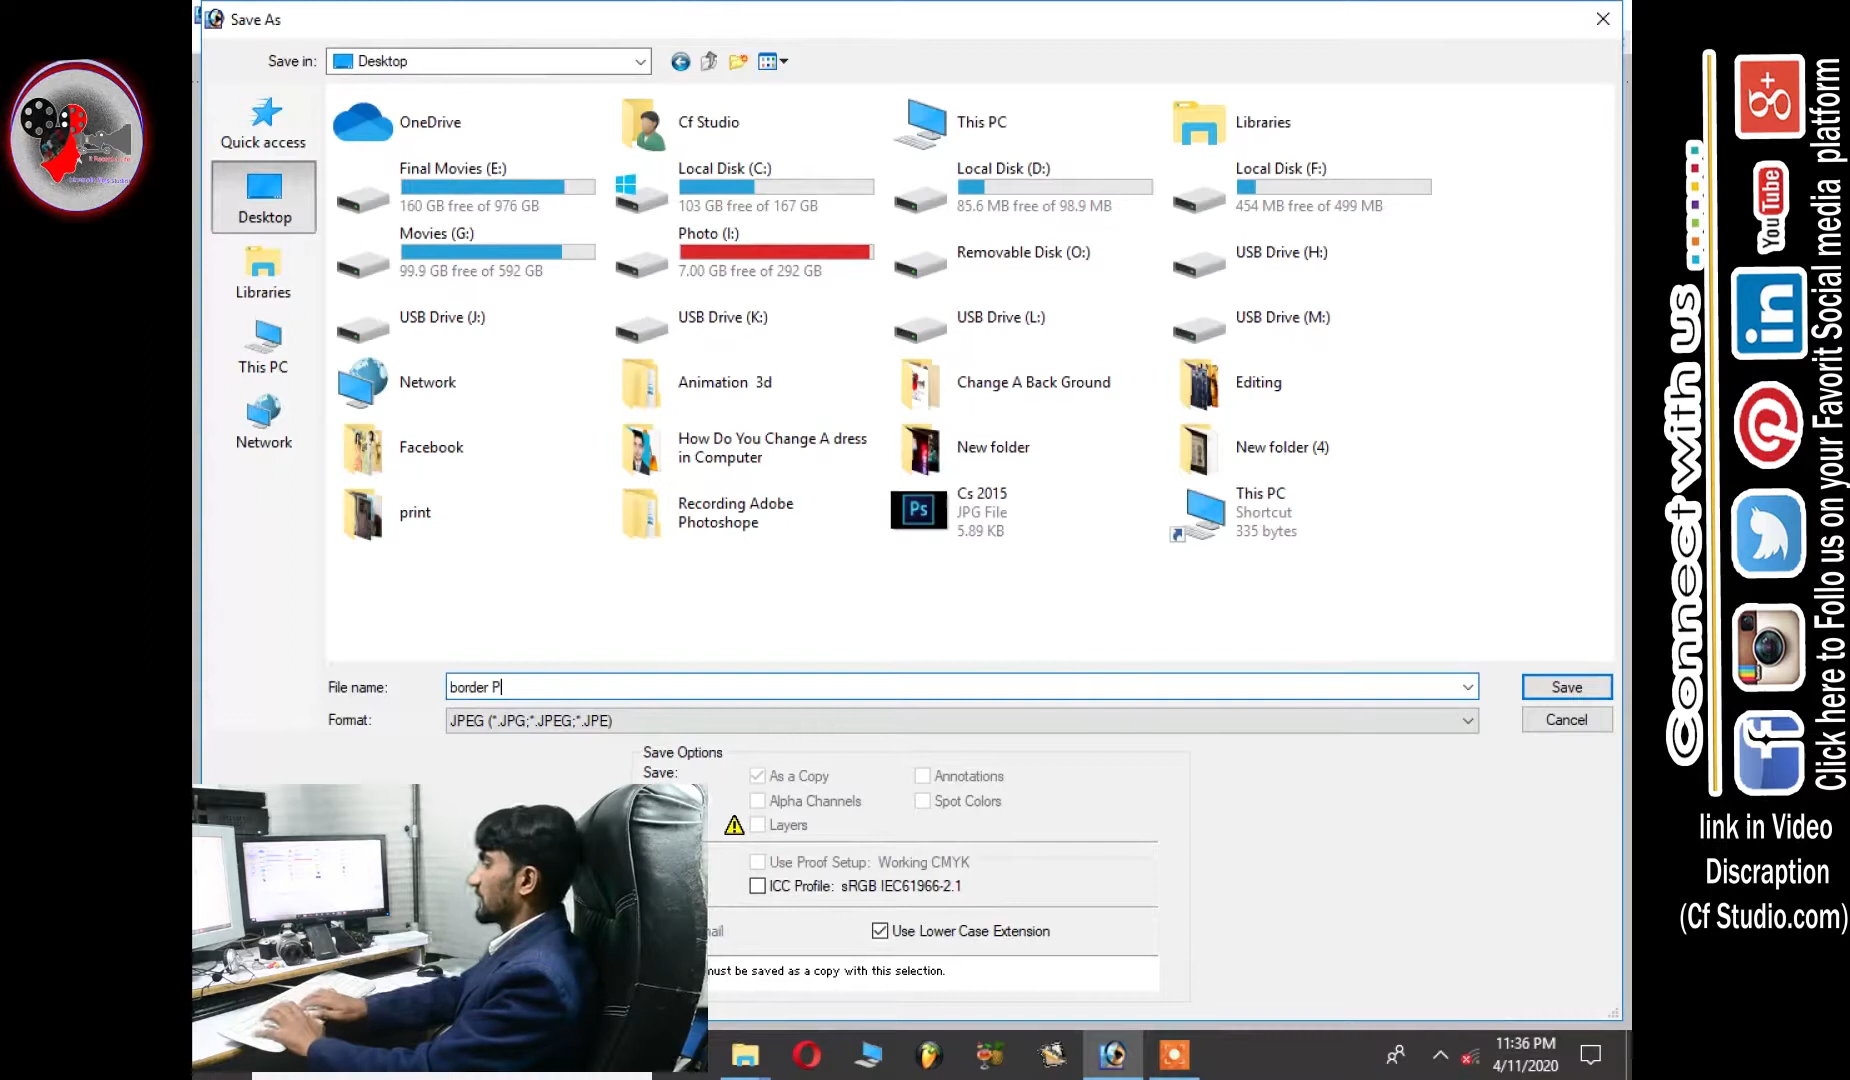 Save As
Save in:
Desktop
Quick access
Desktop
Libraries
This PC
Network
OneDrive
Cf Studio
This PC
Libraries
Final Movies (E:)
160 GB free of 976 GB
Local Disk (C:)
103 GB free of 167 GB
Local Disk (D:)
85.6 MB free of 98.9 MB
Local Disk (F:)
454 MB free of 499 MB
Movies (G:)
99.9 GB free of 592 GB
Photo (I:)
7.00 GB free of 292 GB
Removable Disk (O:)
USB Drive (H:)
USB Drive (J:)
USB Drive (K:)
USB Drive (L:)
USB Drive (M:)
Network
Animation 3d
Change A Back Ground
Editing
Facebook
How Do You Change A dress
in Computer
New folder
New folder (4)
print
Recording Adobe
Photoshope
Ps
Cs 2015
JPG File
5.89 KB
This PC
Shortcut
335 bytes
File name:
border P
Save
Format:
JPEG (*.JPG;*.JPEG;*.JPE)
Cancel
Save Options
Save:
As a Copy
Annotations
Alpha Channels
Spot Colors
Layers
Use Proof Setup: Working CMYK
ICC Profile: sRGB IEC61966-2.1
Use Lower Case Extension
must be saved as a copy with this selection.
11:36 PM
4/11/2020
Connect with us
g+
You Tube
in
f
Click here to Follo us on your Favorit Social media platform
link in Video
Discraption
(Cf Studio.com)